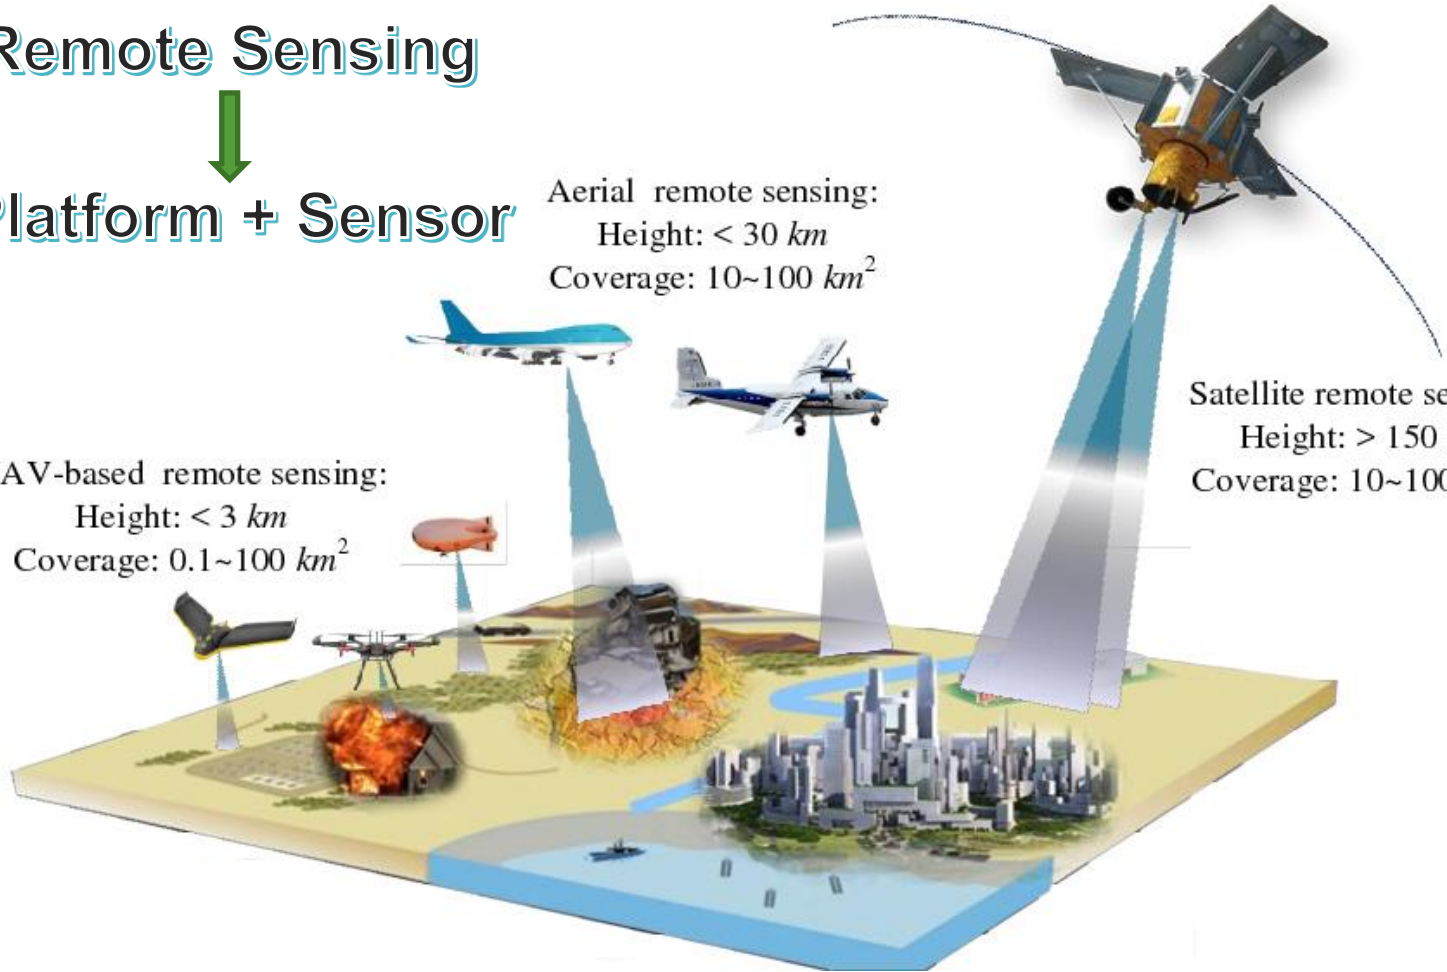 Remote Sensing
Platform + Sensor
Aerial remote sensing:
Height: < 30 km
Coverage: 10~100 km²
Satellite remote se
Height: > 150
Coverage: 10~100
AV-based remote sensing:
Height: < 3 km
Coverage: 0.1~100 km²